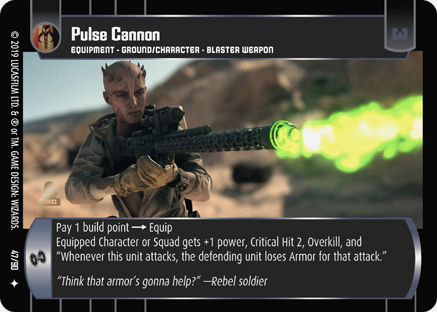 Pulse Cannon
EQUIPMENT - GROUND/CHARACTER - BLASTER WEAPON
© 2019 LUCASFILM LTD. & ® or TM. GAME DESIGN: WIZARDS.
47/90
IDC
Pay 1 build point → Equip
Equipped Character or Squad gets +1 power, Critical Hit 2, Overkill, and
"Whenever this unit attacks, the defending unit loses Armor for that attack."
"Think that armor's gonna help?" —Rebel soldier